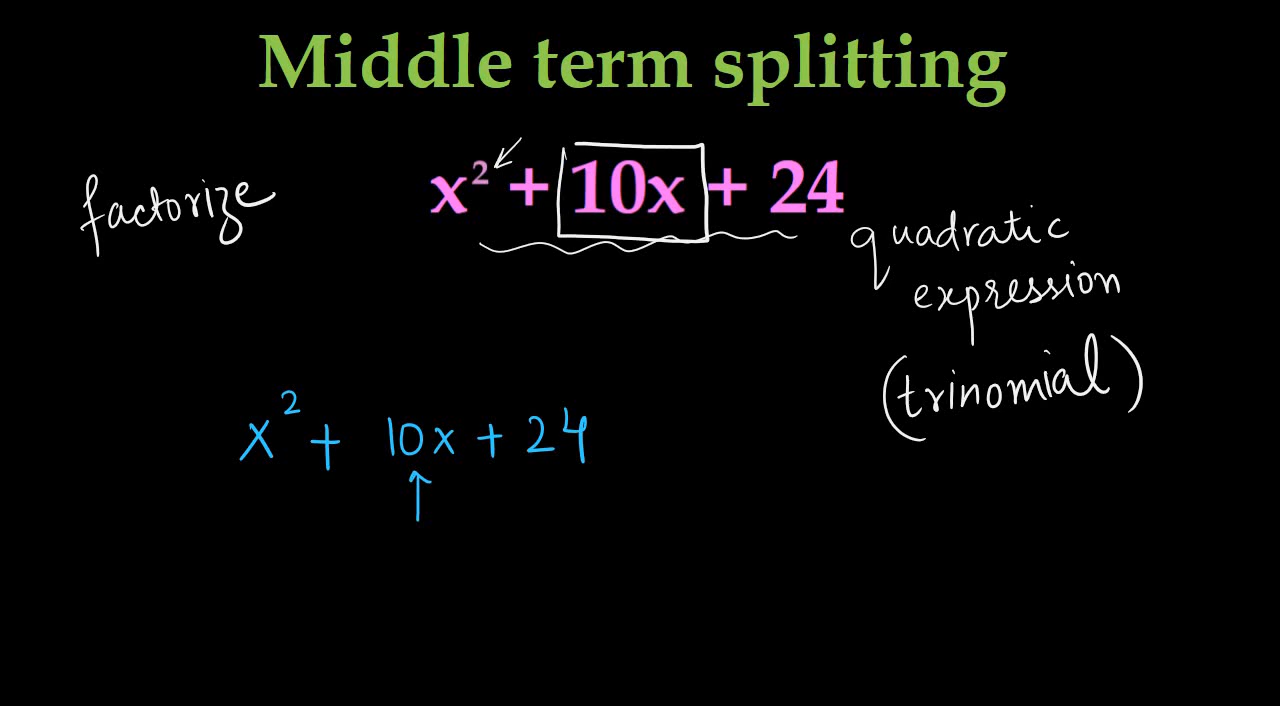 Middle term splitting
factorize
x² + 10x + 24
quadratic
expression
(trinomial)
x² + 10x + 24